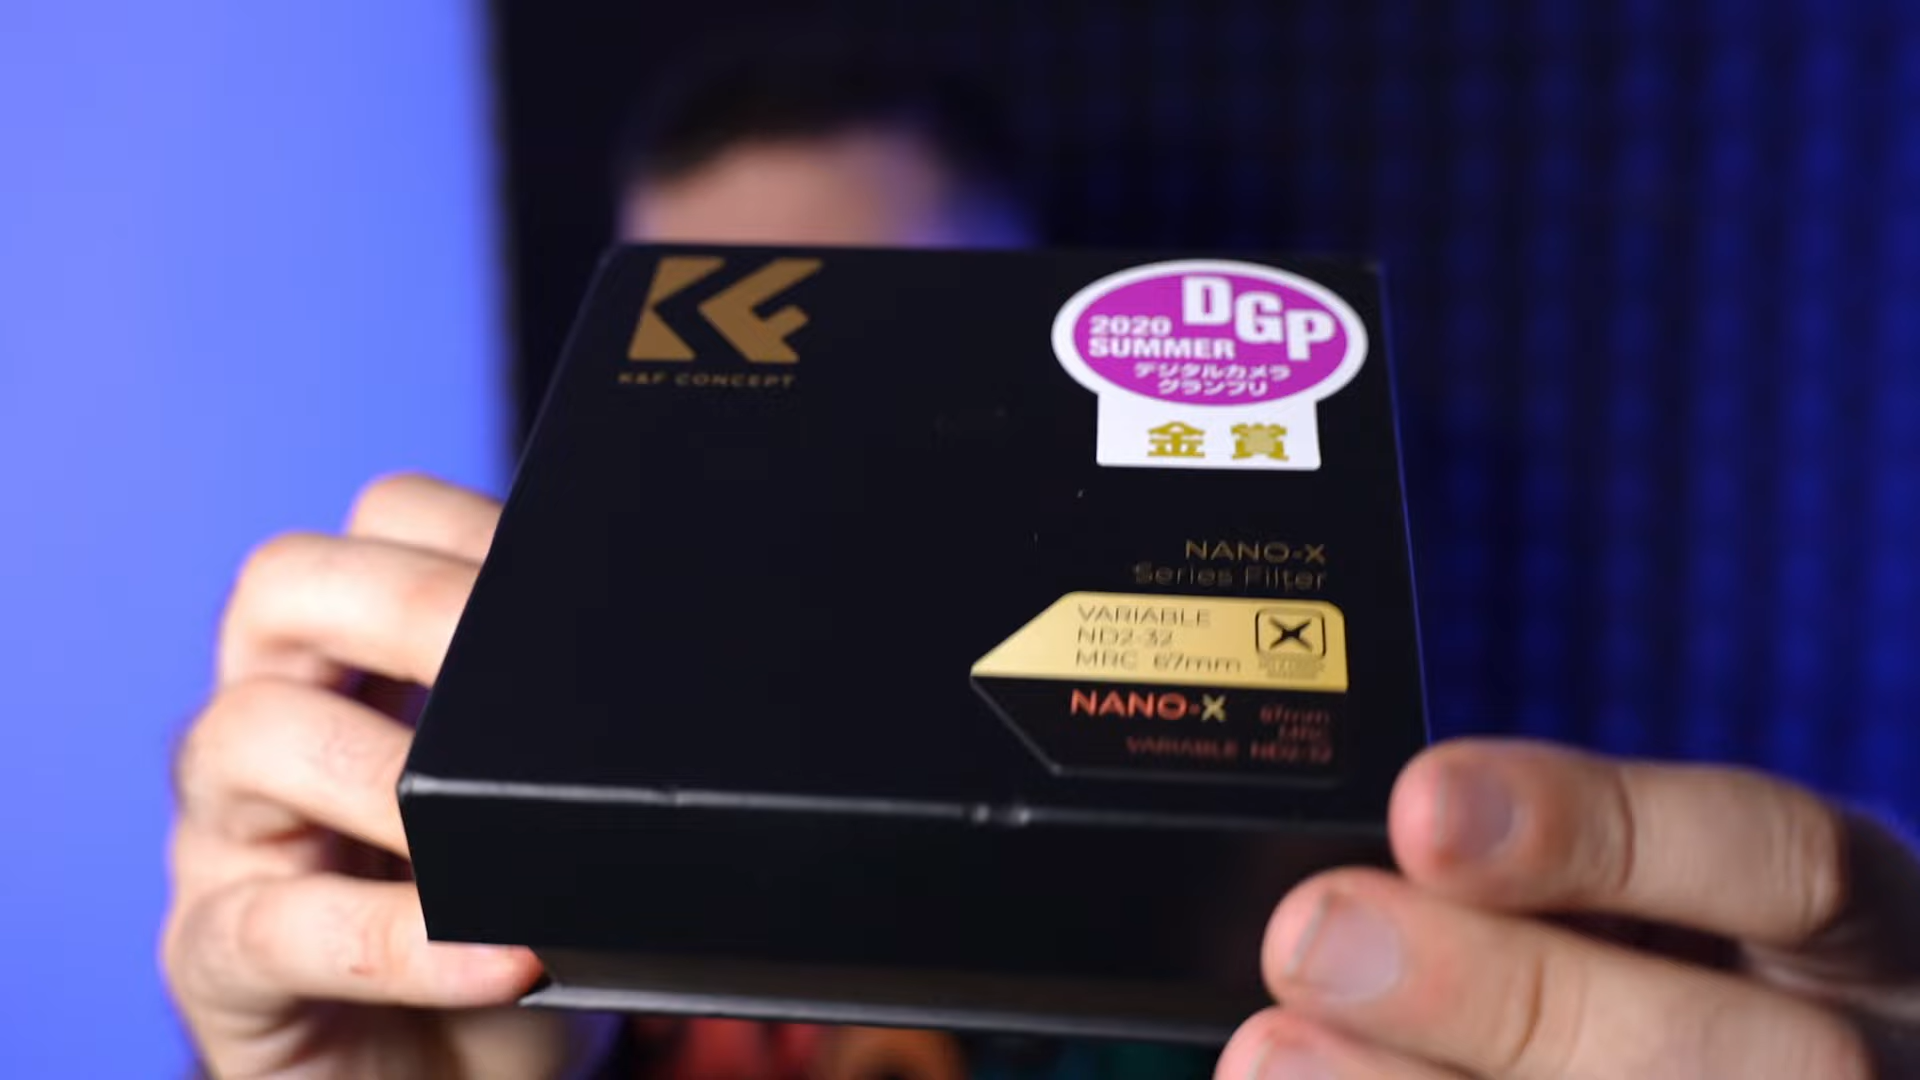 K&F CONCEPT
DGP
2020
SUMMER
デジタルカメラ
グランプリ
金賞
NANO-X
Series Filter
VARIABLE
ND2-32
MRC 67mm
NANO-X
67mm
MRC
VARIABLE ND2-32